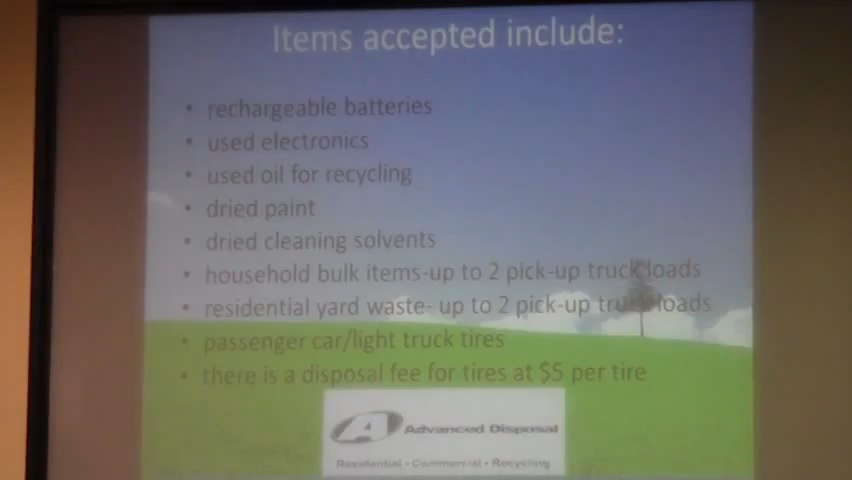 Items accepted include:
• rechargeable batteries
• used electronics
• used oil for recycling
• dried paint
• dried cleaning solvents
• household bulk items-up to 2 pick-up truck loads
• residential yard waste- up to 2 pick-up truck loads
• passenger car/light truck tires
• there is a disposal fee for tires at $5 per tire
A Advanced Disposal
Residential • Commercial • Recycling